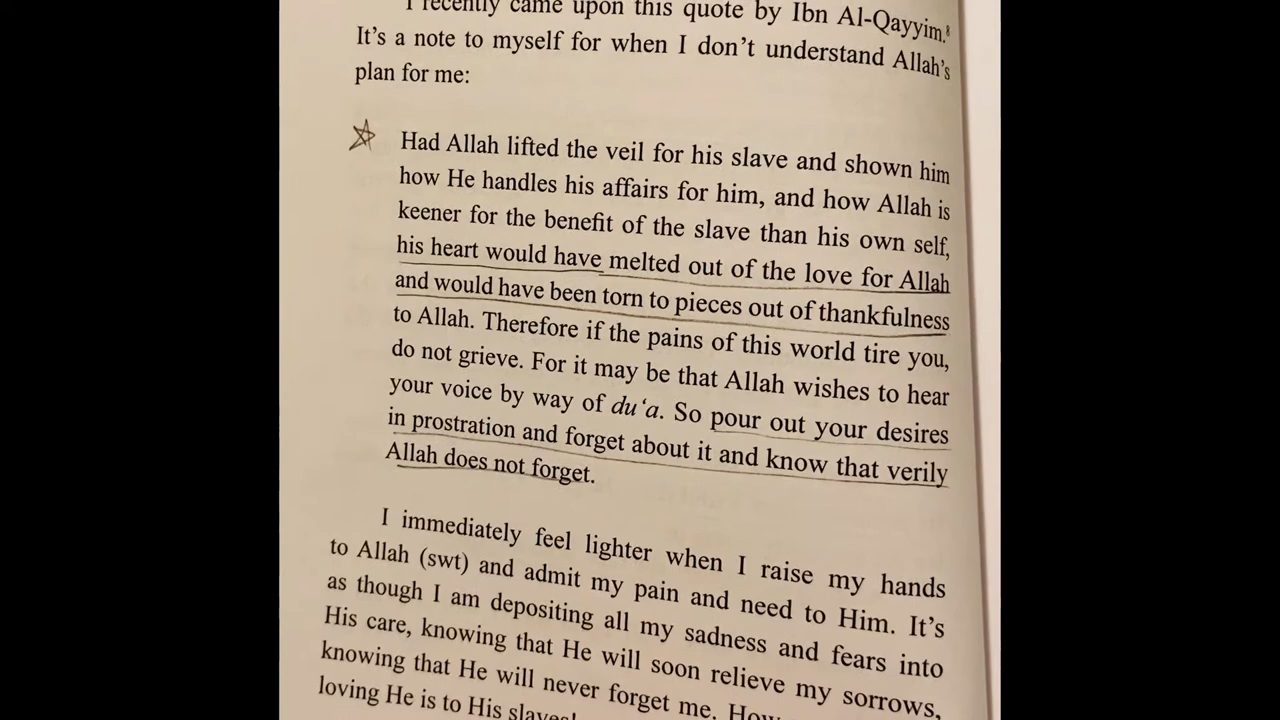 I recently came upon this quote by Ibn Al-Qayyim.⁸
It's a note to myself for when I don't understand Allah's
plan for me:
Had Allah lifted the veil for his slave and shown him
how He handles his affairs for him, and how Allah is
keener for the benefit of the slave than his own self,
his heart would have melted out of the love for Allah
and would have been torn to pieces out of thankfulness
to Allah. Therefore if the pains of this world tire you,
do not grieve. For it may be that Allah wishes to hear
your voice by way of du‘a. So pour out your desires
in prostration and forget about it and know that verily
Allah does not forget.
I immediately feel lighter when I raise my hands
to Allah (swt) and admit my pain and need to Him. It's
as though I am depositing all my sadness and fears into
His care, knowing that He will soon relieve my sorrows,
knowing that He will never forget me. How
loving He is to His slaves!